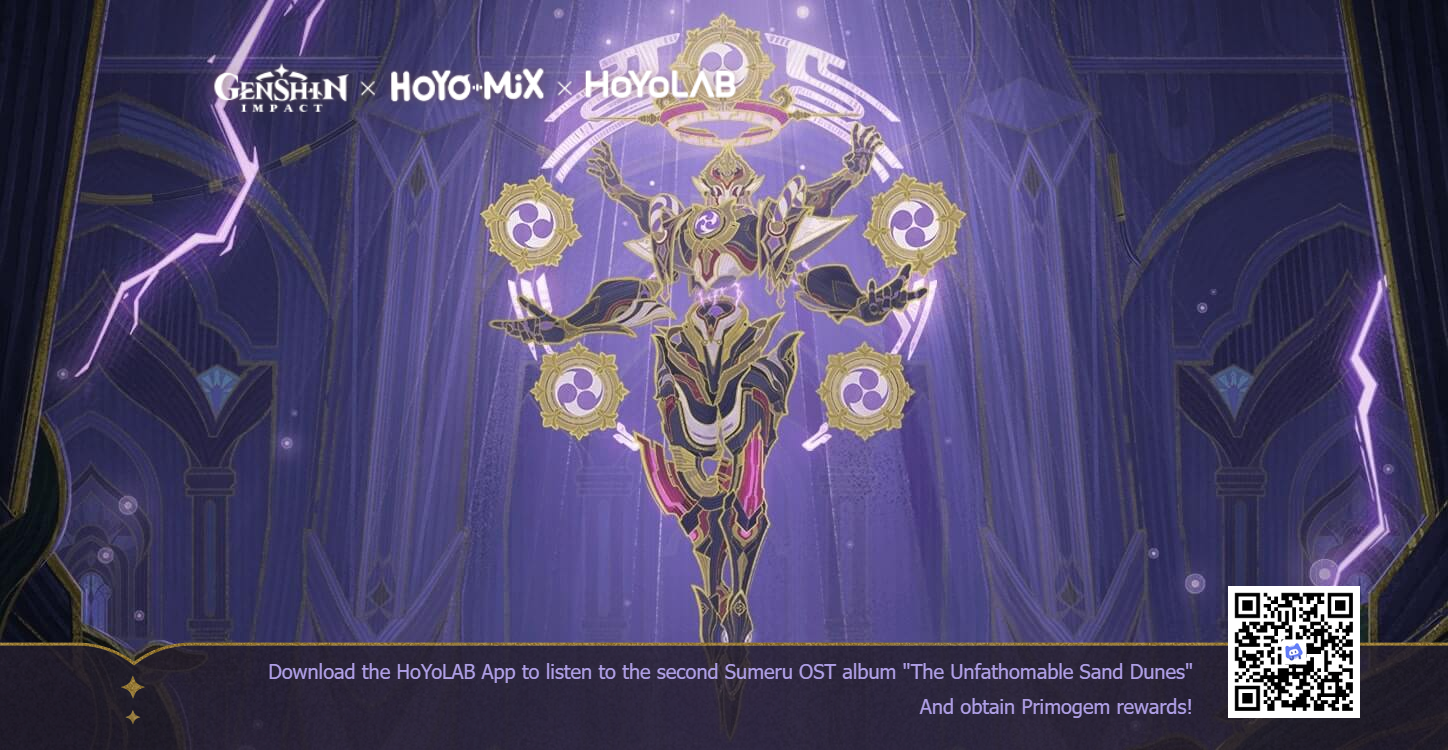 GENSHIN IMPACT × HOYO-MiX × HoYoLAB
Download the HoYoLAB App to listen to the second Sumeru OST album "The Unfathomable Sand Dunes"
And obtain Primogem rewards!